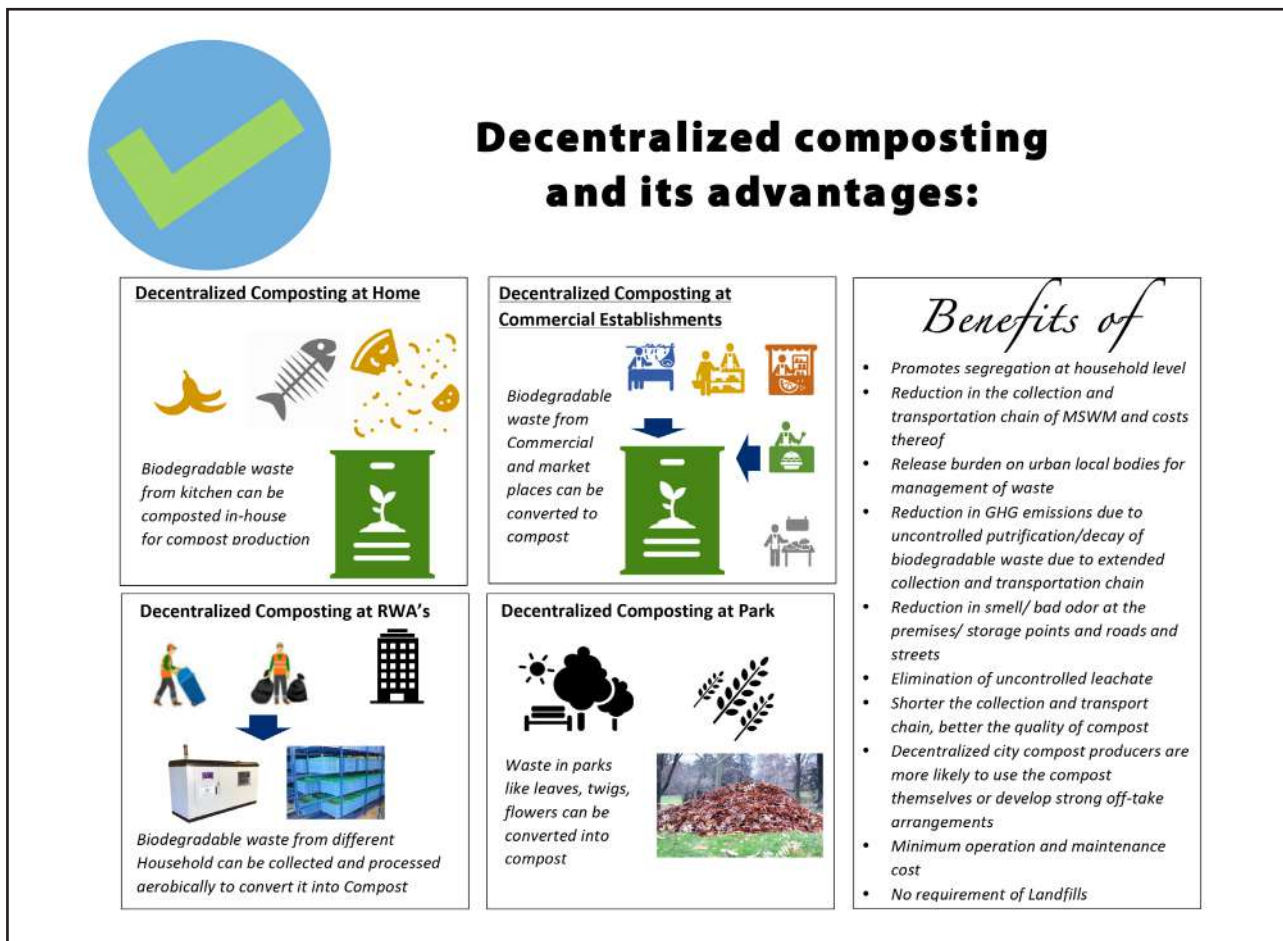 Decentralized composting
and its advantages:
Decentralized Composting at Home
Biodegradable waste
from kitchen can be
composted in-house
for compost production
Decentralized Composting at
Commercial Establishments
Biodegradable
waste from
Commercial
and market
places can be
converted to
compost
Decentralized Composting at RWA's
Biodegradable waste from different
Household can be collected and processed
aerobically to convert it into Compost
Decentralized Composting at Park
Waste in parks
like leaves, twigs,
flowers can be
converted into
compost
Benefits of
• Promotes segregation at household level
• Reduction in the collection and
transportation chain of MSWM and costs
thereof
• Release burden on urban local bodies for
management of waste
• Reduction in GHG emissions due to
uncontrolled putrification/decay of
biodegradable waste due to extended
collection and transportation chain
• Reduction in smell/ bad odor at the
premises/ storage points and roads and
streets
• Elimination of uncontrolled leachate
• Shorter the collection and transport
chain, better the quality of compost
• Decentralized city compost producers are
more likely to use the compost
themselves or develop strong off-take
arrangements
• Minimum operation and maintenance
cost
• No requirement of Landfills